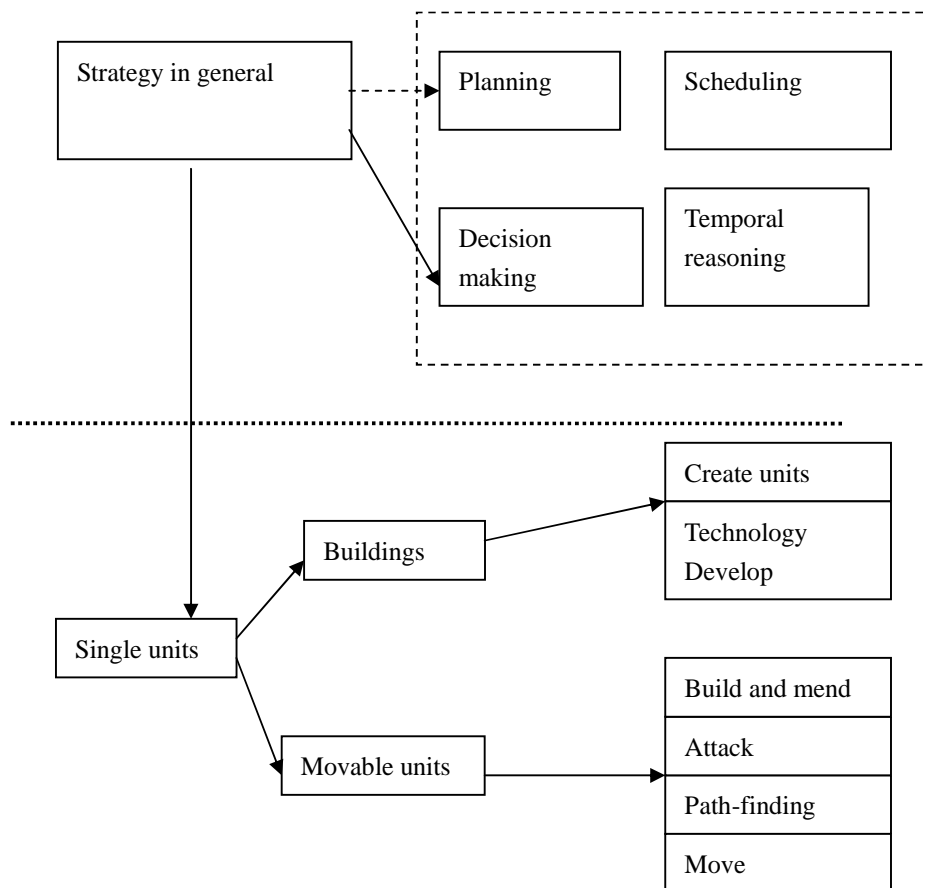 Strategy in general
Planning
Scheduling
Decision
making
Temporal
reasoning
Create units
Technology
Develop
Buildings
Single units
Build and mend
Attack
Movable units
Path-finding
Move